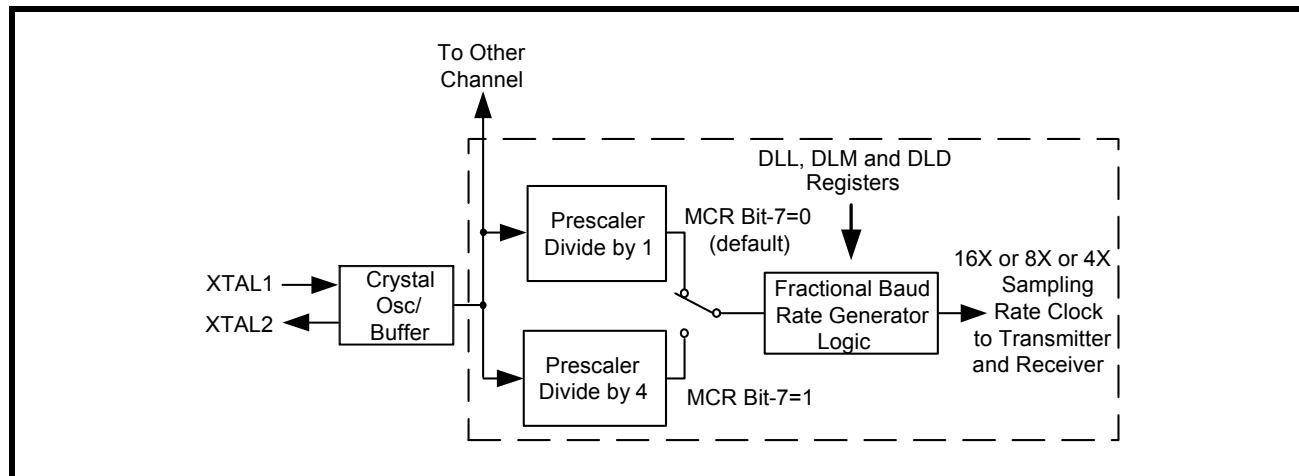 To Other
Channel
DLL, DLM and DLD
Registers
Prescaler
Divide by 1
MCR Bit-7=0
(default)
16X or 8X or 4X
Sampling
Rate Clock
to Transmitter
and Receiver
XTAL1
XTAL2
Crystal
Osc/
Buffer
Fractional Baud
Rate Generator
Logic
Prescaler
Divide by 4
MCR Bit-7=1